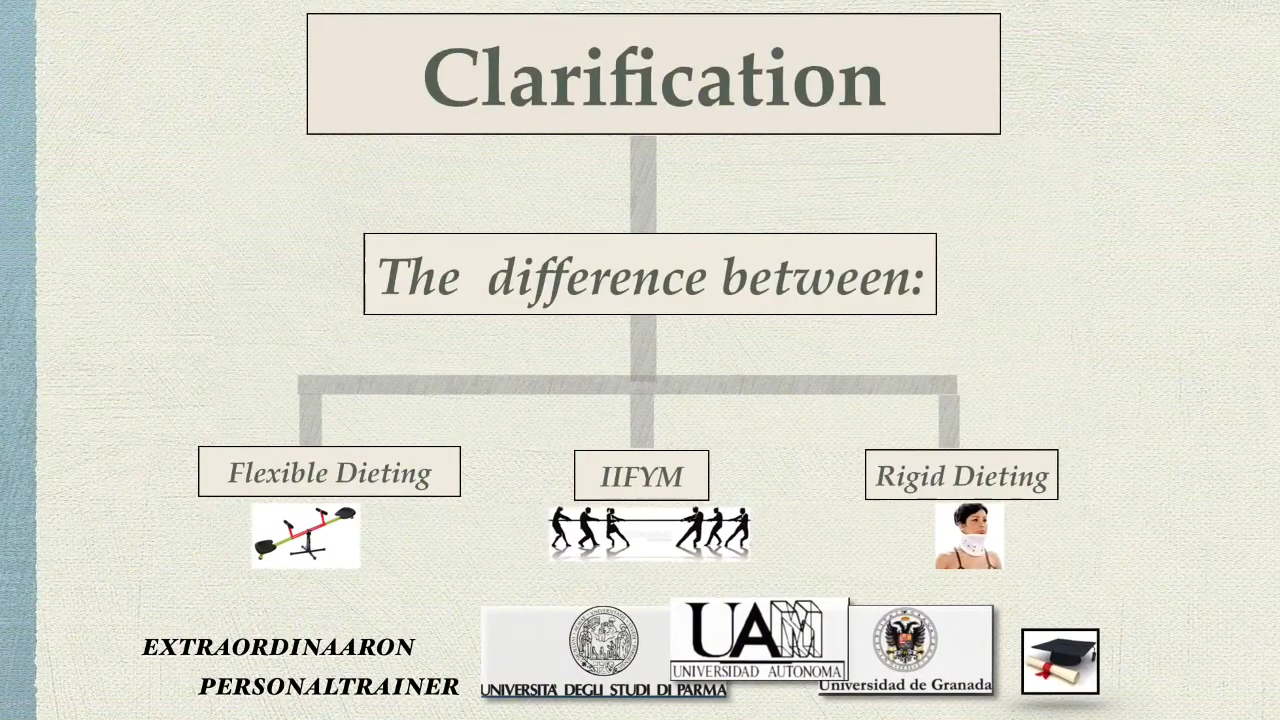 Clarification
The difference between:
Flexible Dieting
IIFYM
Rigid Dieting
EXTRAORDINAARON
PERSONALTRAINER
UNIVERSITA' DEGLI STUDI DI PARMA
UAM
UNIVERSIDAD AUTONOMA
Universidad de Granada